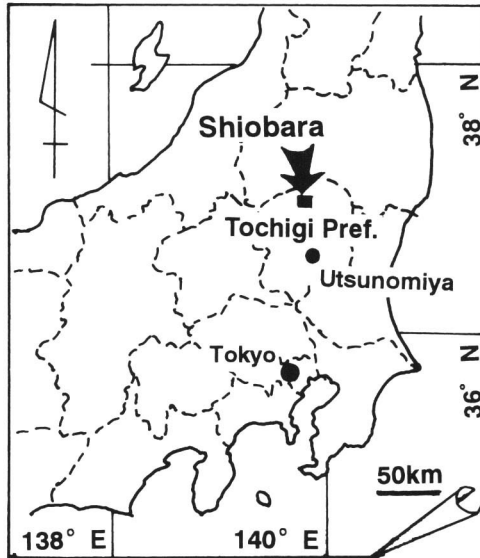 38° N
Shiobara
Tochigi Pref.
Utsunomiya
Tokyo
36° N
50km
138° E
140° E